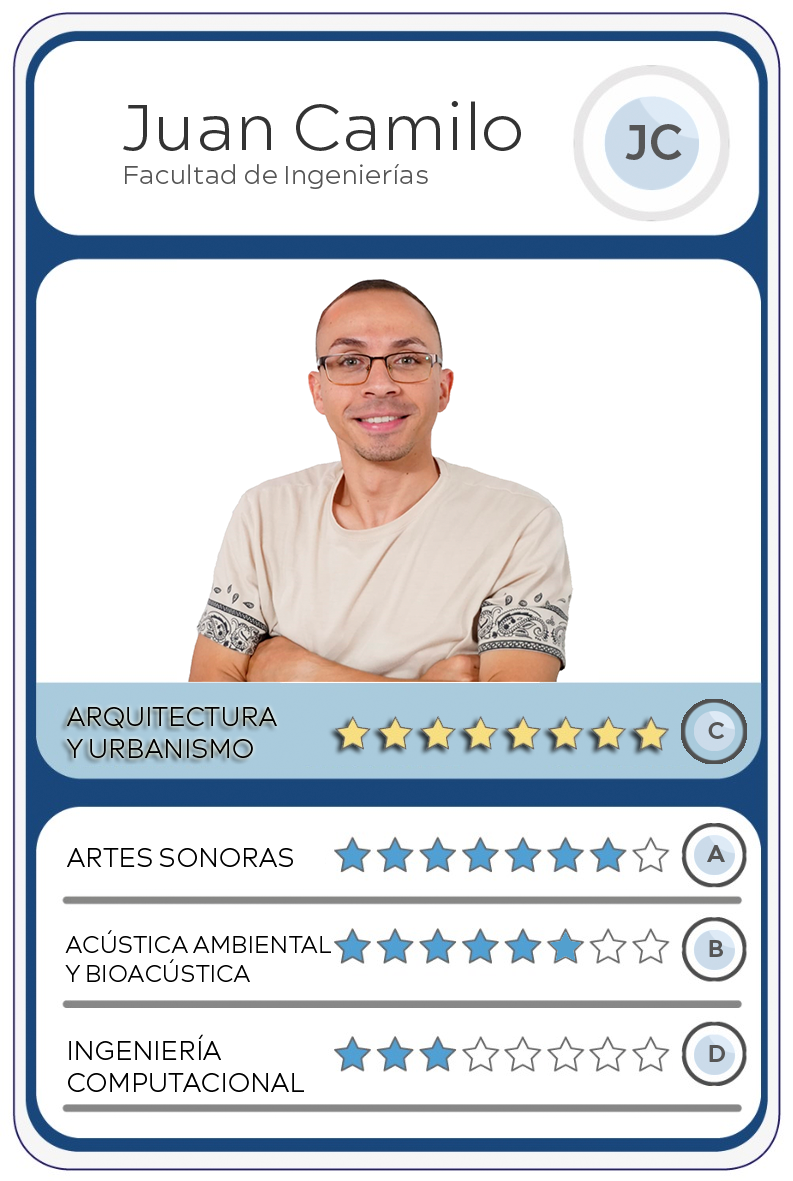 Juan Camilo
Facultad de Ingenierías
JC
ARQUITECTURA
Y URBANISMO
C
ARTES SONORAS
A
ACÚSTICA AMBIENTAL
Y BIOACÚSTICA
B
INGENIERÍA
COMPUTACIONAL
D